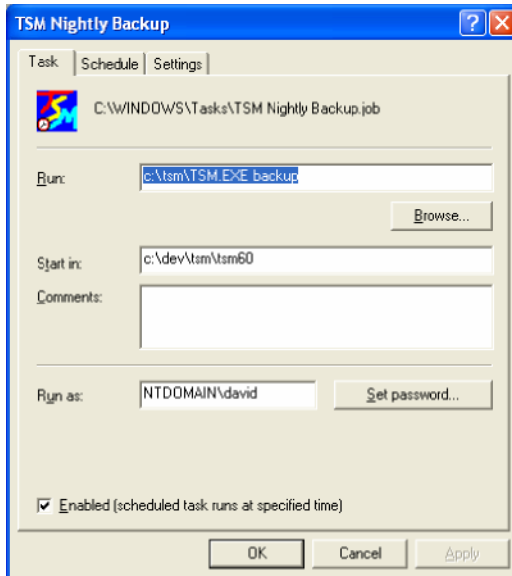 TSM Nightly Backup
Task Schedule Settings
C:\WINDOWS\Tasks\TSM Nightly Backup.job
Run: c:\tsm\TSM.EXE backup
Browse...
Start in: c:\dev\tsm\tsm60
Comments:
Run as: NTDOMAIN\david Set password...
Enabled (scheduled task runs at specified time)
OK Cancel Apply